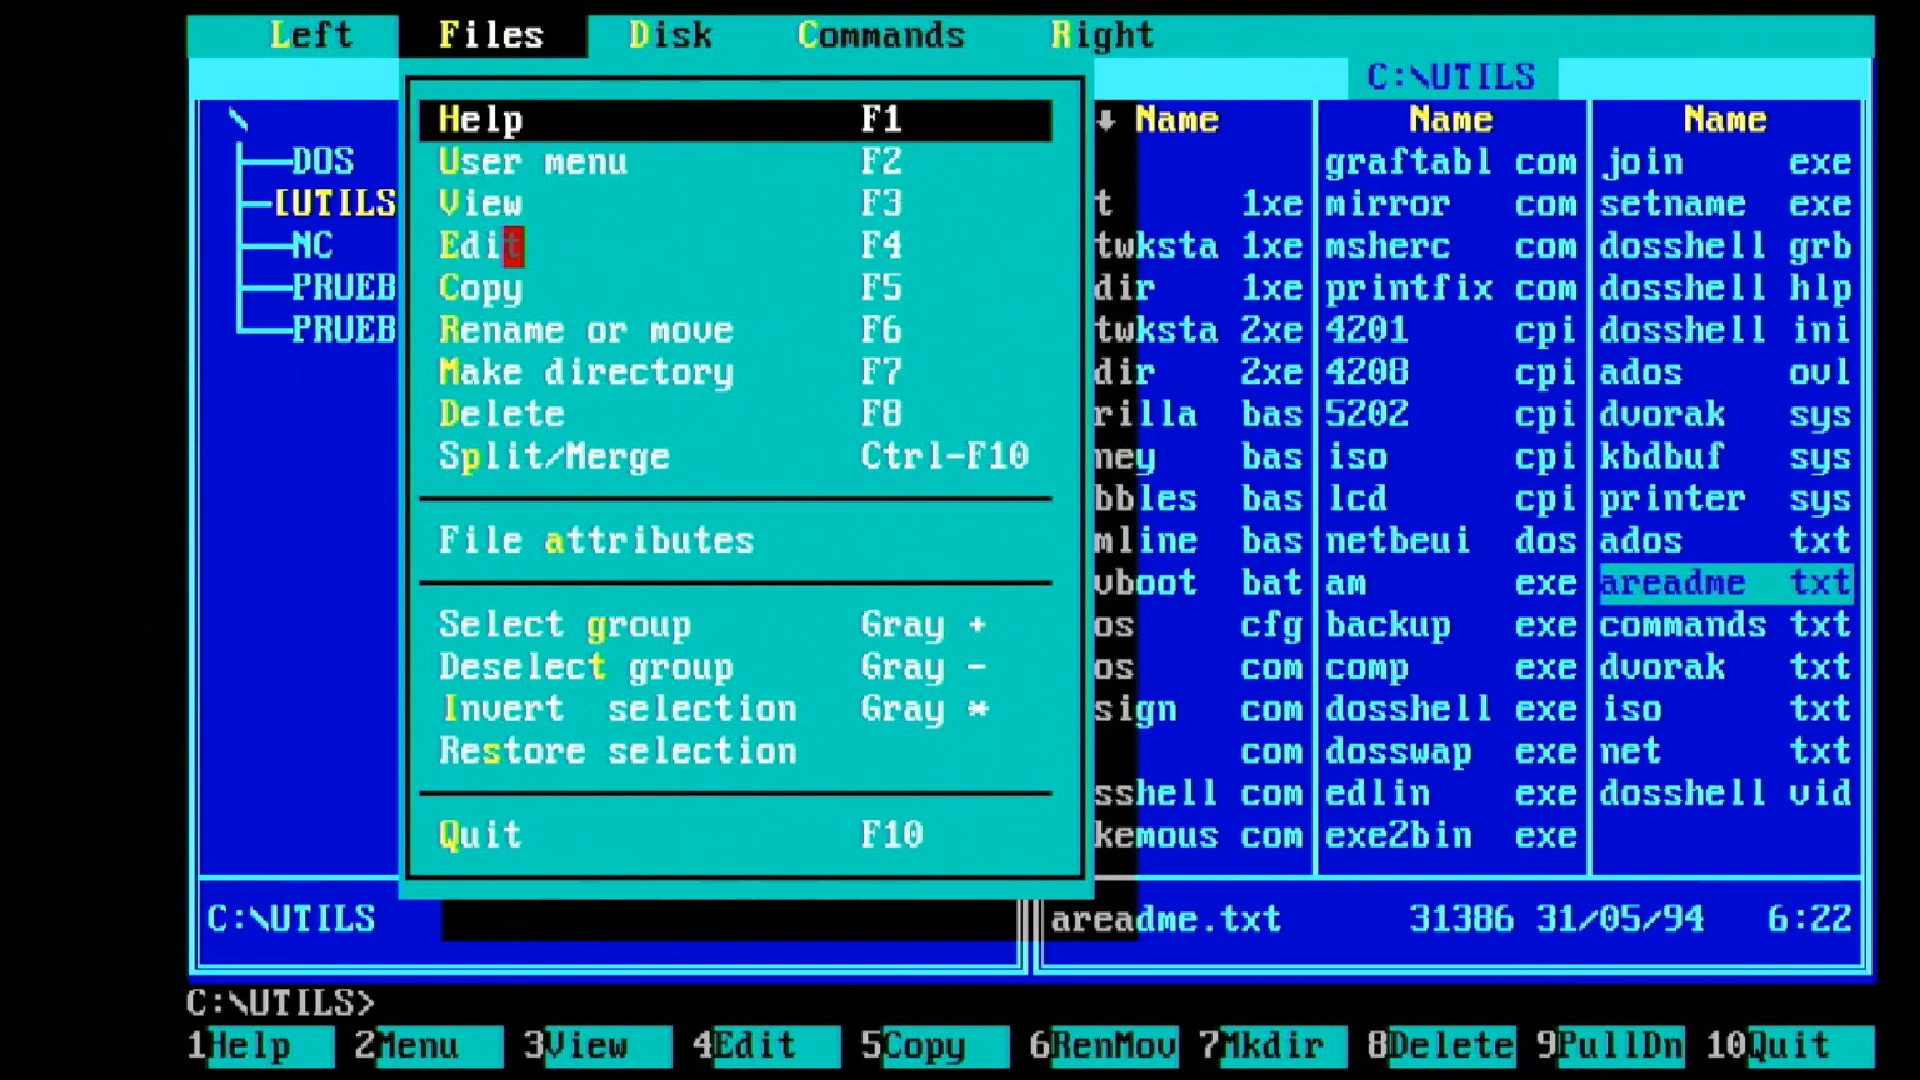 Left Files Disk Commands Right
C:\UTILS
Help F1
User menu F2
View F3
Edit F4
Copy F5
Rename or move F6
Make directory F7
Delete F8
Split/Merge Ctrl-F10
File attributes
Select group Gray +
Deselect group Gray -
Invert selection Gray *
Restore selection
Quit F10
\
DOS
[UTILS
NC
PRUEB
PRUEB
C:\UTILS
↓ Name Name Name
graftabl com join exe
t 1xe mirror com setname exe
twksta 1xe msherc com dosshell grb
dir 1xe printfix com dosshell hlp
twksta 2xe 4201 cpi dosshell ini
dir 2xe 4208 cpi ados ovl
rilla bas 5202 cpi dvorak sys
ney bas iso cpi kbdbuf sys
bbles bas lcd cpi printer sys
mline bas netbeui dos ados txt
vboot bat am exe areadme txt
os cfg backup exe commands txt
os com comp exe dvorak txt
sign com dosshell exe iso txt
com dosswap exe net txt
sshell com edlin exe dosshell vid
kemous com exe2bin exe
areadme.txt 31386 31/05/94 6:22
C:\UTILS>
1Help 2Menu 3View 4Edit 5Copy 6RenMov 7Mkdir 8Delete 9PullDn 10Quit